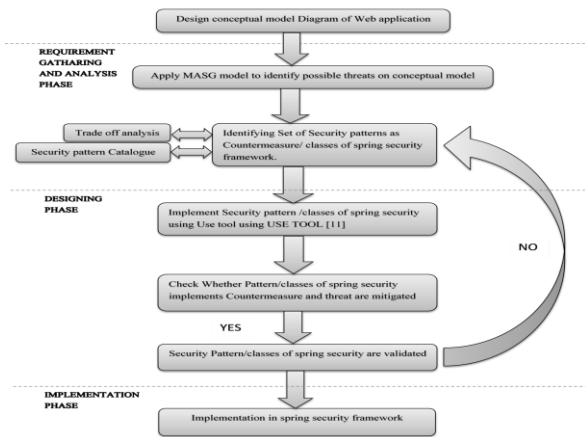 Design conceptual model Diagram of Web application
REQUIREMENT
GATHARING
AND ANALYSIS
PHASE
Apply MASG model to identify possible threats on conceptual model
Trade off analysis
Security pattern Catalogue
Identifying Set of Security patterns as
Countermeasure/ classes of spring security
framework.
DESIGNING
PHASE
Implement Security pattern /classes of spring security
using Use tool using USE TOOL [11]
NO
Check Whether Pattern/classes of spring security
implements Countermeasure and threat are mitigated
YES
Security Pattern/classes of spring security are validated
IMPLEMENTATION
PHASE
Implementation in spring security framework